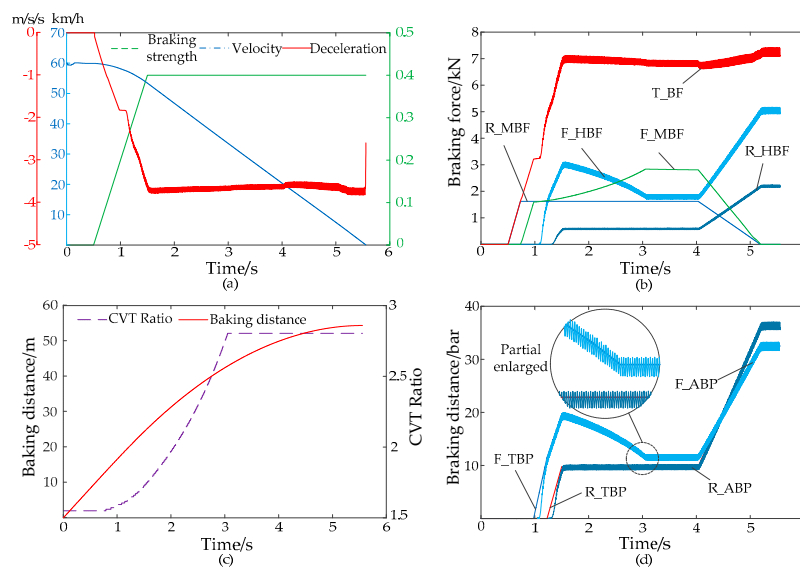 m/s/s km/h
0 70 Braking strength Velocity Deceleration 0.5
60
-1 50 0.4
-2 40 0.3
30
-3 20 0.2
-4 10 0.1
-5 0
0 1 2 3 4 5 6
Time/s
(a)
Braking force/kN
8
7
6
5
4
3
2
1
T_BF
R_MBF
F_HBF
F_MBF
R_HBF
0 1 2 3 4 5 6
Time/s
(b)
Baking distance/m
60
50
40
30
20
10
0
CVT Ratio Baking distance
3
2.5
2
1.5
CVT Ratio
0 1 2 3 4 5 6
Time/s
(c)
Braking distance/bar
40
30
20
10
Partial
enlarged
F_ABP
F_TBP
R_TBP
R_ABP
0 1 2 3 4 5 6
Time/s
(d)